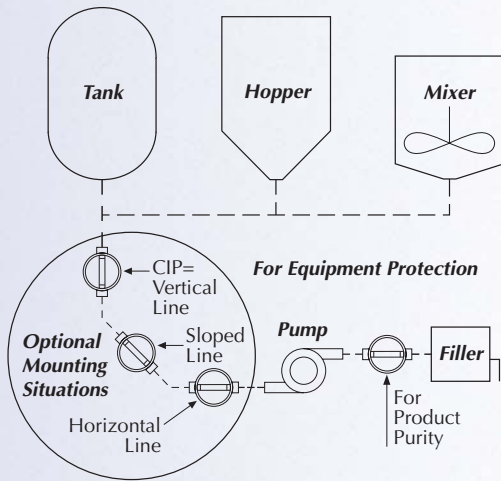 Tank
Hopper
Mixer
CIP=
Vertical
Line
For Equipment Protection
Optional
Mounting
Situations
Sloped
Line
Pump
Filler
Horizontal
Line
For
Product
Purity